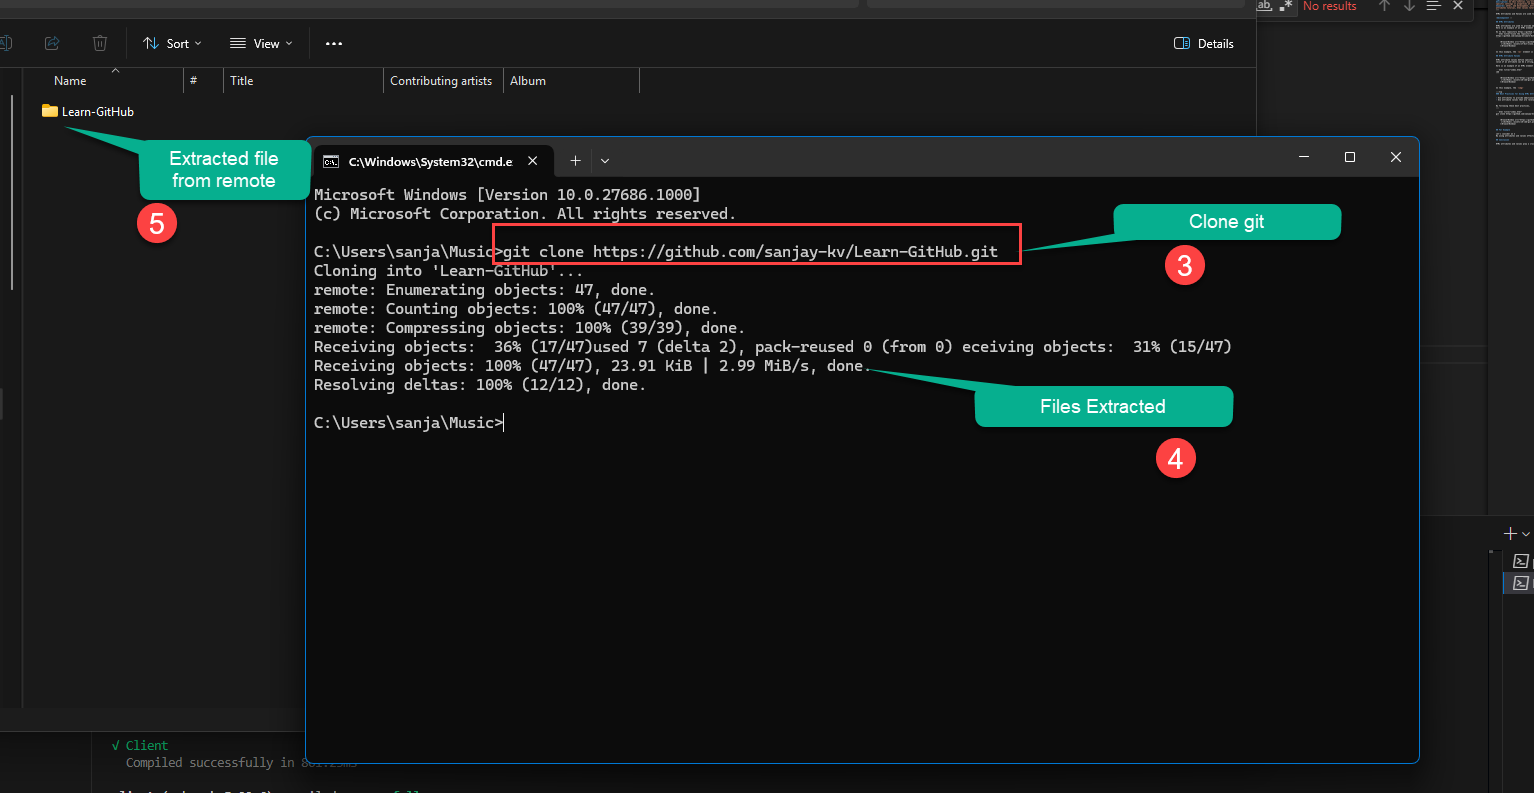 ab
.*
No results
Sort
View
Details
Name
#
Title
Contributing artists
Album
Learn-GitHub
Extracted file
from remote
5
C:\Windows\System32\cmd.e
Microsoft Windows [Version 10.0.27686.1000]
(c) Microsoft Corporation. All rights reserved.
C:\Users\sanja\Music>git clone https://github.com/sanjay-kv/Learn-GitHub.git
Clone git
3
Cloning into 'Learn-GitHub'...
remote: Enumerating objects: 47, done.
remote: Counting objects: 100% (47/47), done.
remote: Compressing objects: 100% (39/39), done.
Receiving objects:  36% (17/47)used 7 (delta 2), pack-reused 0 (from 0) eceiving objects:  31% (15/47)
Receiving objects: 100% (47/47), 23.91 KiB | 2.99 MiB/s, done.
Resolving deltas: 100% (12/12), done.
Files Extracted
4
C:\Users\sanja\Music>
√ Client
Compiled successfully in